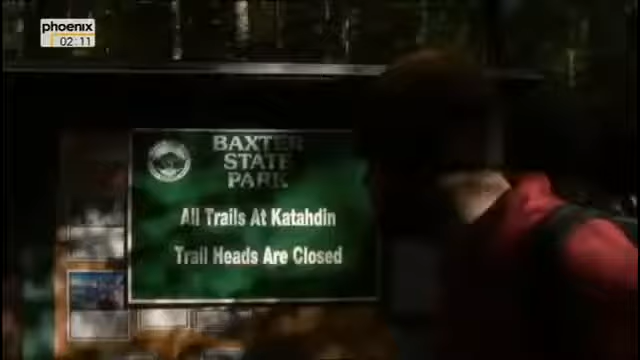 phoenix
02:11
BAXTER
STATE
PARK
All Trails At Katahdin
Trail Heads Are Closed